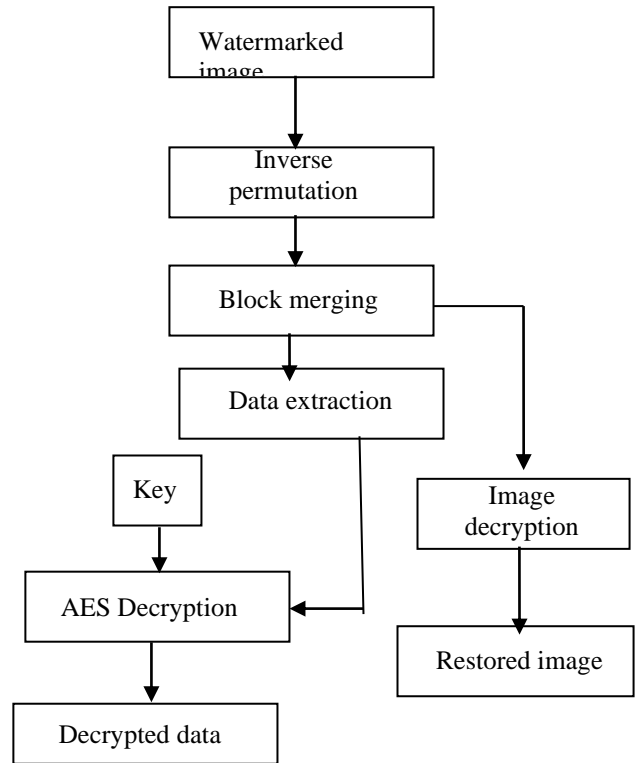 Watermarked
image
Inverse
permutation
Block merging
Data extraction
Key
Image
decryption
AES Decryption
Restored image
Decrypted data